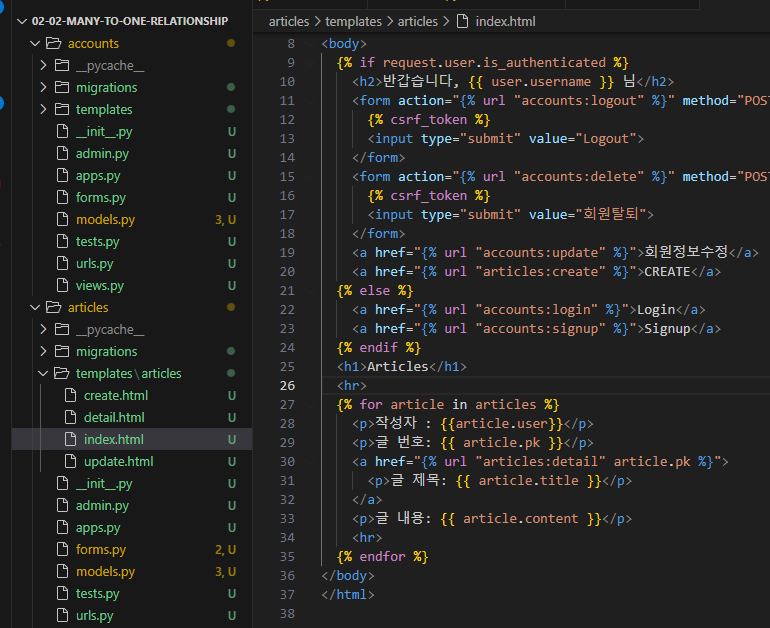 02-02-MANY-TO-ONE-RELATIONSHIP
accounts
__pycache__
migrations
templates
__init__.py U
admin.py U
apps.py U
forms.py U
models.py 3, U
tests.py U
urls.py U
views.py U
articles
__pycache__
migrations
templates\articles
create.html U
detail.html U
index.html U
update.html U
__init__.py U
admin.py U
apps.py U
forms.py 2, U
models.py 3, U
tests.py U
urls.py U
articles > templates > articles > index.html
8 <body>
9 {% if request.user.is_authenticated %}
10 <h2>반갑습니다, {{ user.username }} 님</h2>
11 <form action="{% url "accounts:logout" %}" method="POST
12 {% csrf_token %}
13 <input type="submit" value="Logout">
14 </form>
15 <form action="{% url "accounts:delete" %}" method="POST
16 {% csrf_token %}
17 <input type="submit" value="회원탈퇴">
18 </form>
19 <a href="{% url "accounts:update" %}">회원정보수정</a>
20 <a href="{% url "articles:create" %}">CREATE</a>
21 {% else %}
22 <a href="{% url "accounts:login" %}">Login</a>
23 <a href="{% url "accounts:signup" %}">Signup</a>
24 {% endif %}
25 <h1>Articles</h1>
26 <hr>
27 {% for article in articles %}
28 <p>작성자 : {{article.user}}</p>
29 <p>글 번호: {{ article.pk }}</p>
30 <a href="{% url "articles:detail" article.pk %}">
31 <p>글 제목: {{ article.title }}</p>
32 </a>
33 <p>글 내용: {{ article.content }}</p>
34 <hr>
35 {% endfor %}
36 </body>
37 </html>
38